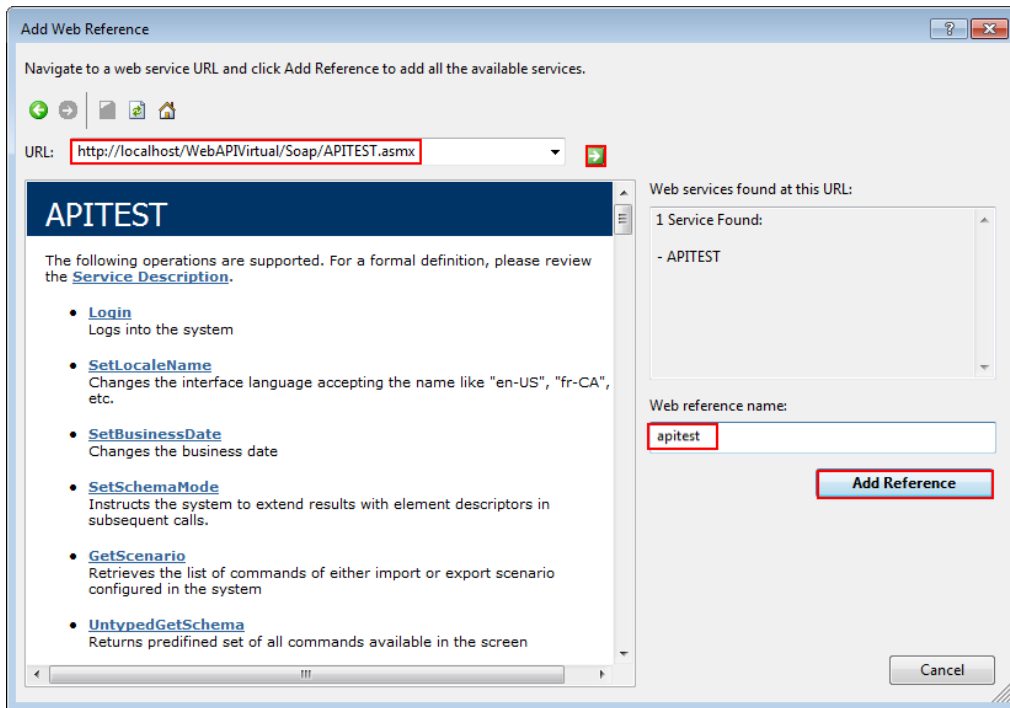 Add Web Reference
Navigate to a web service URL and click Add Reference to add all the available services.
URL: http://localhost/WebAPIVirtual/Soap/APITEST.asmx
APITEST
The following operations are supported. For a formal definition, please review
the Service Description.
Login
Logs into the system
SetLocaleName
Changes the interface language accepting the name like "en-US", "fr-CA",
etc.
SetBusinessDate
Changes the business date
SetSchemaMode
Instructs the system to extend results with element descriptors in
subsequent calls.
GetScenario
Retrieves the list of commands of either import or export scenario
configured in the system
UntypedGetSchema
Returns predifined set of all commands available in the screen
Web services found at this URL:
1 Service Found:
- APITEST
Web reference name:
apitest
Add Reference
Cancel